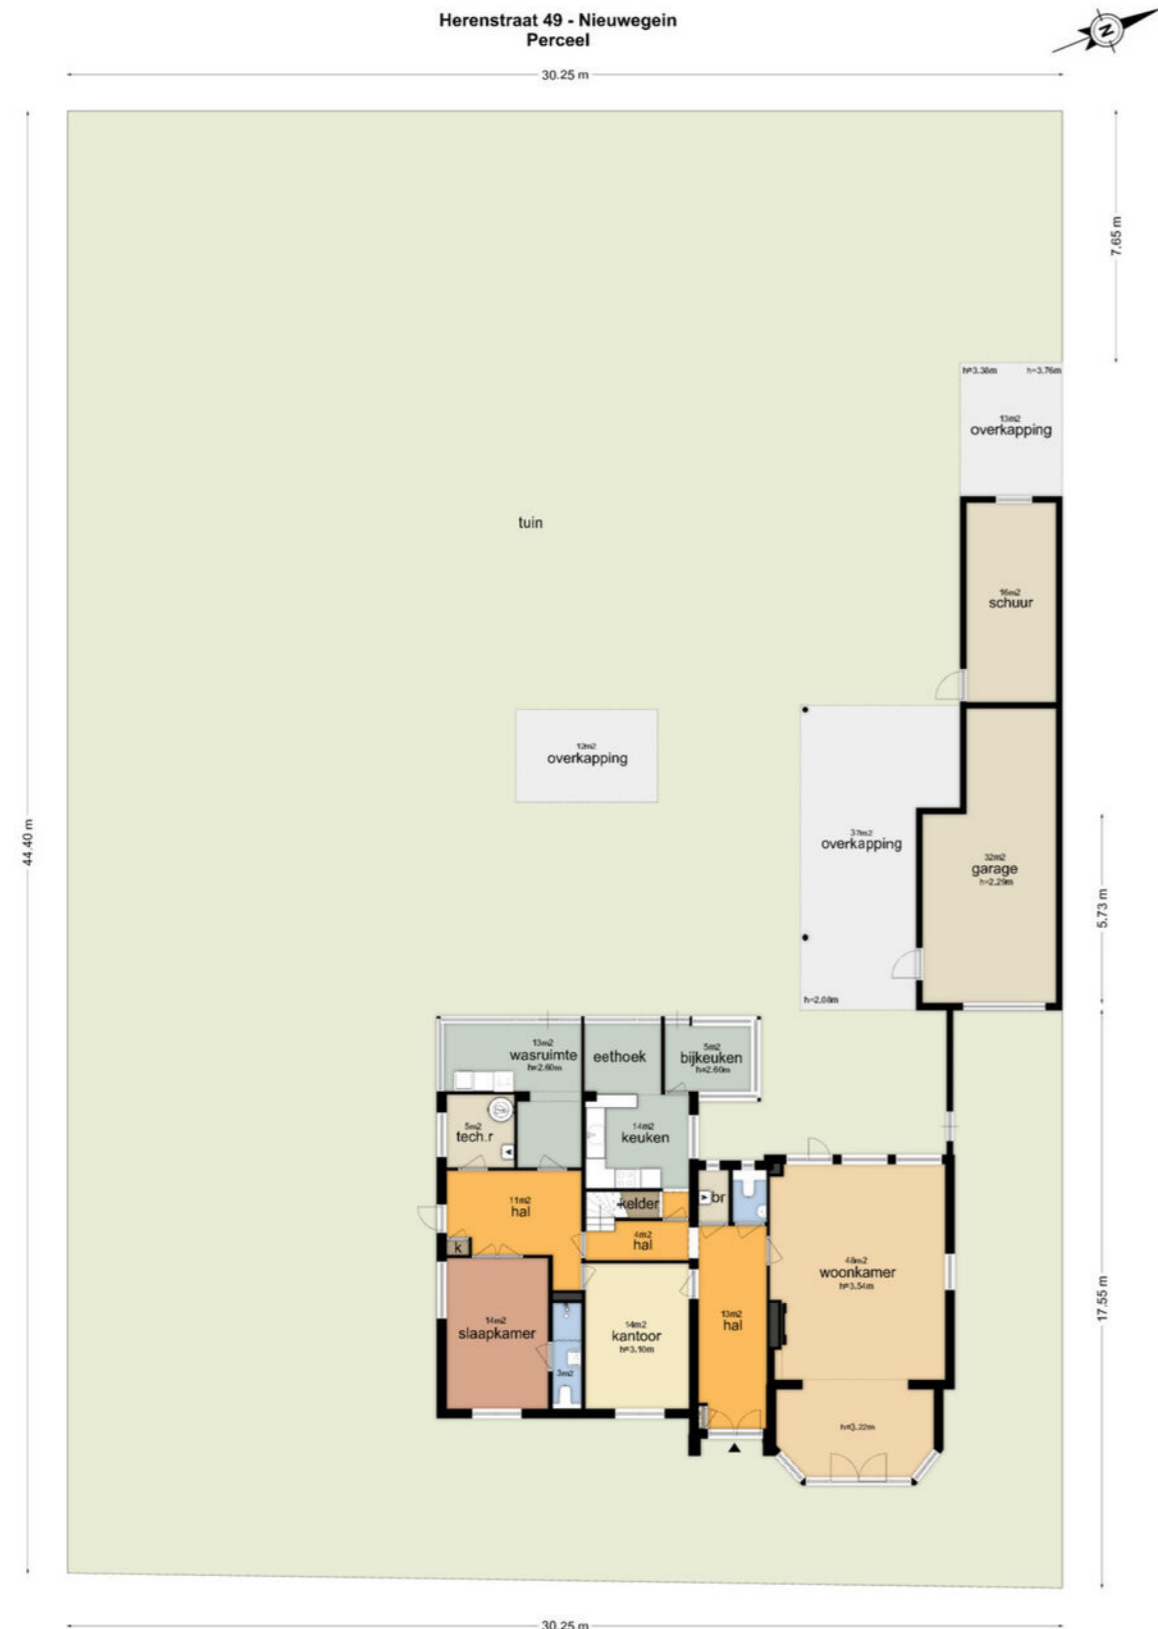 Herenstraat 49 - Nieuwegein
Perceel
N
30.25 m
7.65 m
h=3.38m
h=3.76m
13m2
overkapping
tuin
16m2
schuur
12m2
overkapping
37m2
overkapping
32m2
garage
h=2.29m
44.40 m
5.73 m
h=2.08m
13m2
wasruimte
h=2.60m
eethoek
5m2
bijkeuken
h=2.60m
5m2
tech.r
14m2
keuken
kelder
br
11m2
hal
4m2
hal
k
48m2
woonkamer
h=3.54m
14m2
slaapkamer
14m2
kantoor
h=3.10m
13m2
hal
3m2
17.55 m
h=3.22m
30.25 m